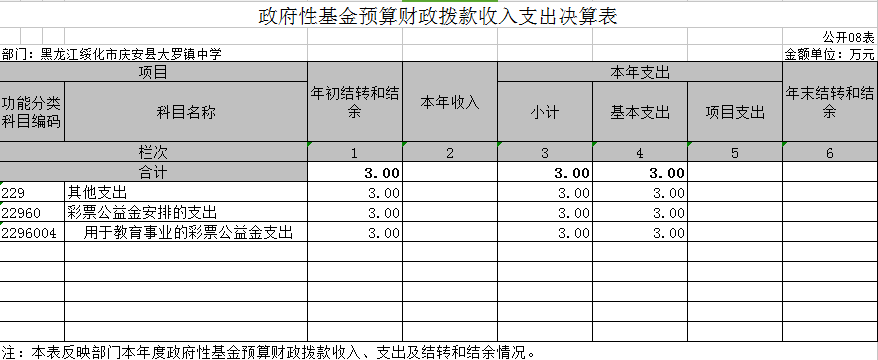 政府性基金预算财政拨款收入支出决算表
公开08表
部门：黑龙江绥化市庆安县大罗镇中学 金额单位：万元
项目 年初结转和结余 本年收入 本年支出 年末结转和结余
功能分类科目编码 科目名称 小计 基本支出 项目支出
栏次 1 2 3 4 5 6
合计 3.00 3.00 3.00
229 其他支出 3.00 3.00 3.00
22960 彩票公益金安排的支出 3.00 3.00 3.00
2296004 用于教育事业的彩票公益金支出 3.00 3.00 3.00
注：本表反映部门本年度政府性基金预算财政拨款收入、支出及结转和结余情况。